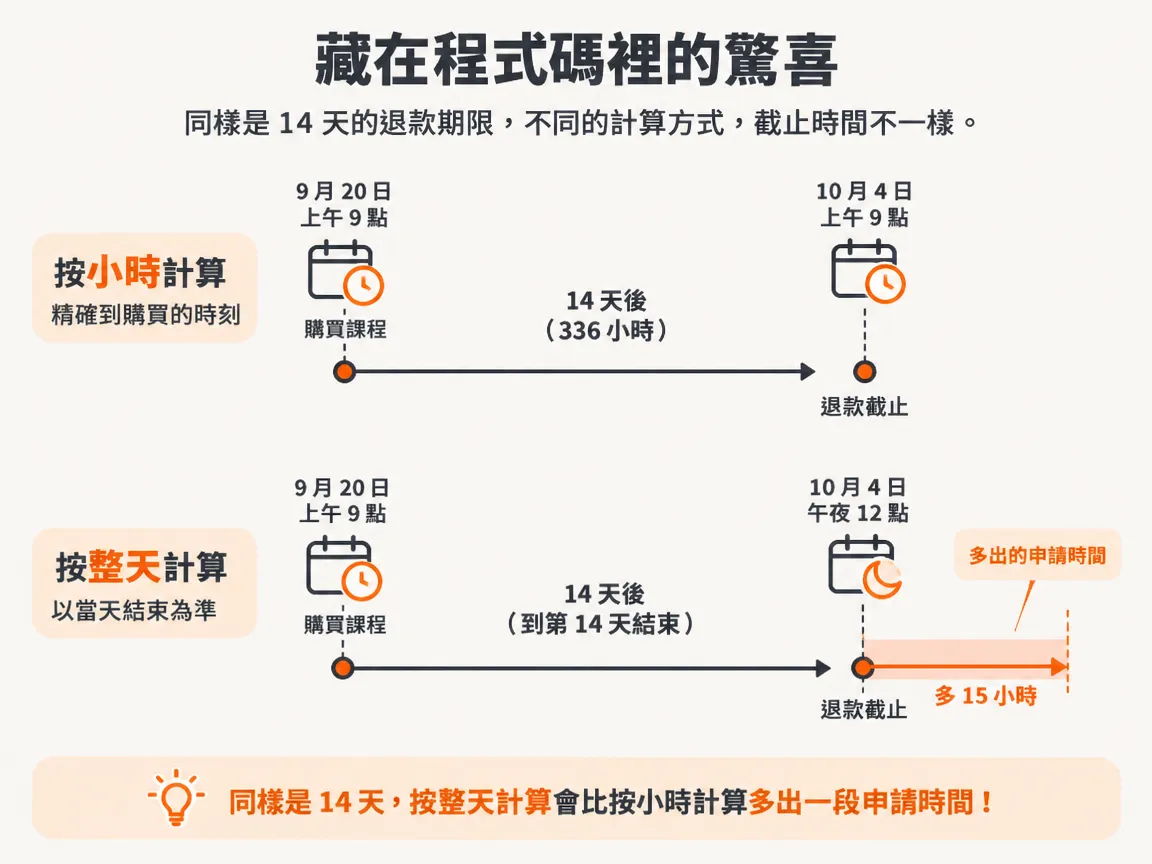 藏在程式碼裡的驚喜
同樣是 14 天的退款期限，不同的計算方式，截止時間不一樣。
按小時計算
精確到購買的時刻
9 月 20 日
上午 9 點
購買課程
14 天後
（336 小時）
10 月 4 日
上午 9 點
退款截止
按整天計算
以當天結束為準
9 月 20 日
上午 9 點
購買課程
14 天後
（到第 14 天結束）
10 月 4 日
午夜 12 點
退款截止
多出的申請時間
多 15 小時
同樣是 14 天，按整天計算會比按小時計算多出一段申請時間！